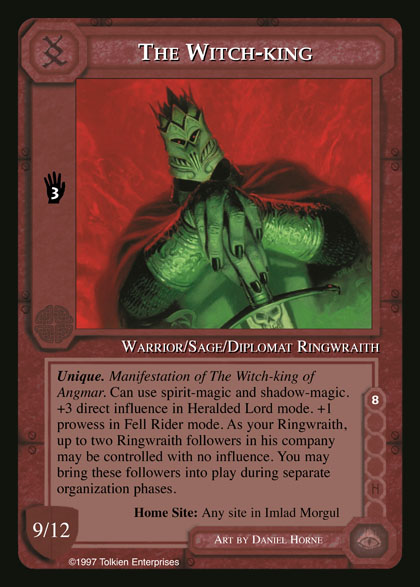 The Witch-king
3
Warrior/Sage/Diplomat Ringwraith
Unique. Manifestation of The Witch-king of
Angmar. Can use spirit-magic and shadow-magic.
+3 direct influence in Heralded Lord mode. +1
prowess in Fell Rider mode. As your Ringwraith,
up to two Ringwraith followers in his company
may be controlled with no influence. You may
bring these followers into play during separate
organization phases.
8
H
Home Site: Any site in Imlad Morgul
9/12
Art by Daniel Horne
©1997 Tolkien Enterprises